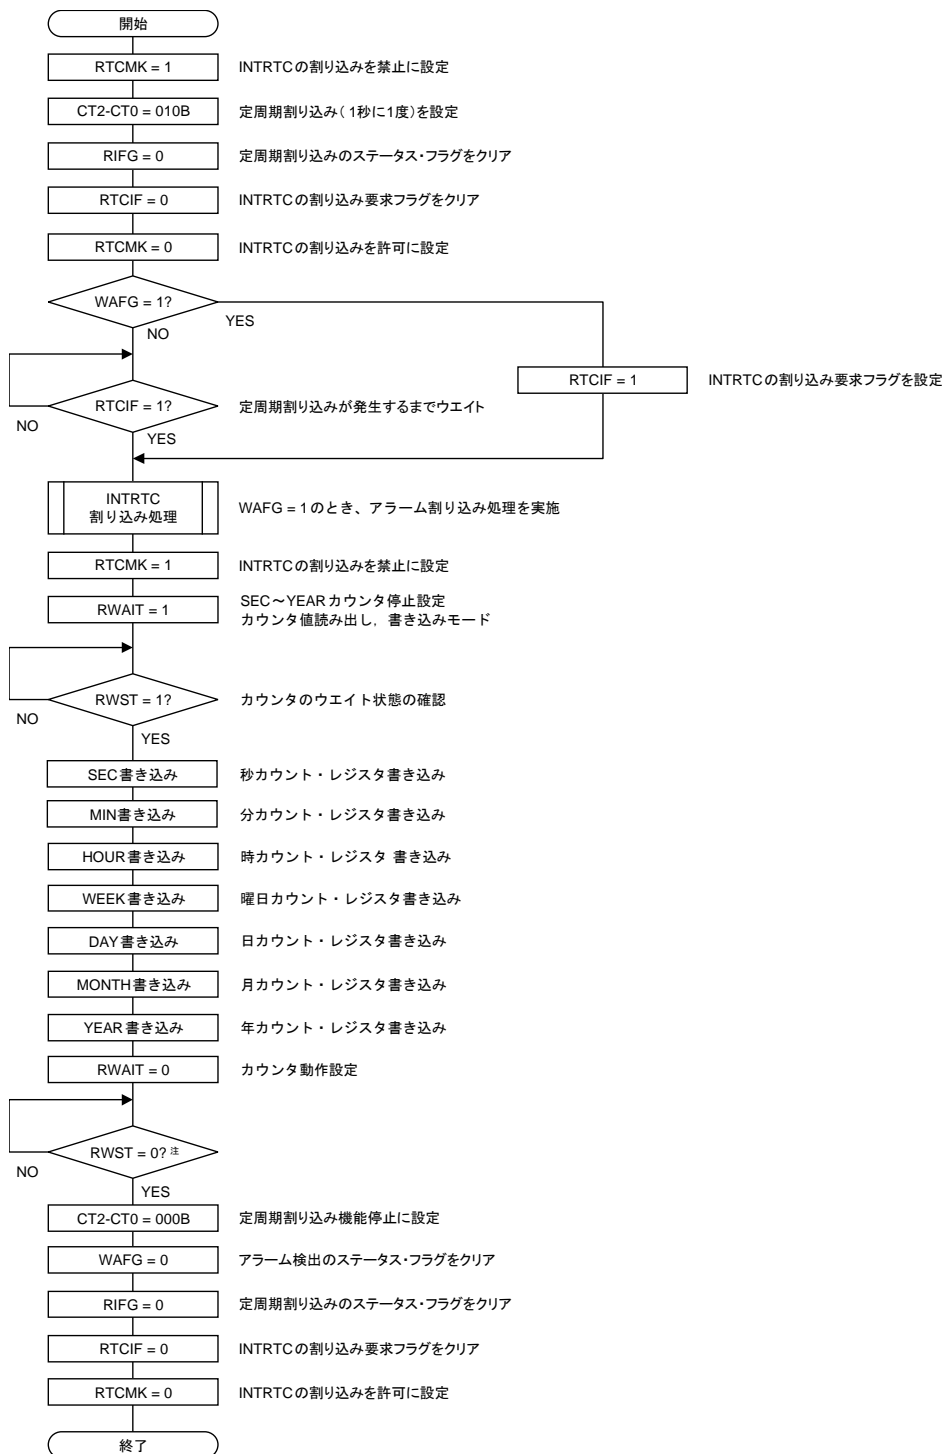 開始
RTCMK = 1 INTRTCの割り込みを禁止に設定
CT2-CT0 = 010B 定周期割り込み(1秒に1度)を設定
RIFG = 0 定周期割り込みのステータス・フラグをクリア
RTCIF = 0 INTRTCの割り込み要求フラグをクリア
RTCMK = 0 INTRTCの割り込みを許可に設定
WAFG = 1?
YES
NO
RTCIF = 1 INTRTCの割り込み要求フラグを設定
RTCIF = 1? 定周期割り込みが発生するまでウエイト
NO
YES
INTRTC
割り込み処理
WAFG = 1のとき、アラーム割り込み処理を実施
RTCMK = 1 INTRTCの割り込みを禁止に設定
RWAIT = 1
SEC～YEARカウンタ停止設定
カウンタ値読み出し，書き込みモード
RWST = 1? カウンタのウエイト状態の確認
NO
YES
SEC書き込み 秒カウント・レジスタ書き込み
MIN書き込み 分カウント・レジスタ書き込み
HOUR書き込み 時カウント・レジスタ 書き込み
WEEK書き込み 曜日カウント・レジスタ書き込み
DAY書き込み 日カウント・レジスタ書き込み
MONTH書き込み 月カウント・レジスタ書き込み
YEAR書き込み 年カウント・レジスタ書き込み
RWAIT = 0 カウンタ動作設定
RWST = 0? 注
NO
YES
CT2-CT0 = 000B 定周期割り込み機能停止に設定
WAFG = 0 アラーム検出のステータス・フラグをクリア
RIFG = 0 定周期割り込みのステータス・フラグをクリア
RTCIF = 0 INTRTCの割り込み要求フラグをクリア
RTCMK = 0 INTRTCの割り込みを許可に設定
終了